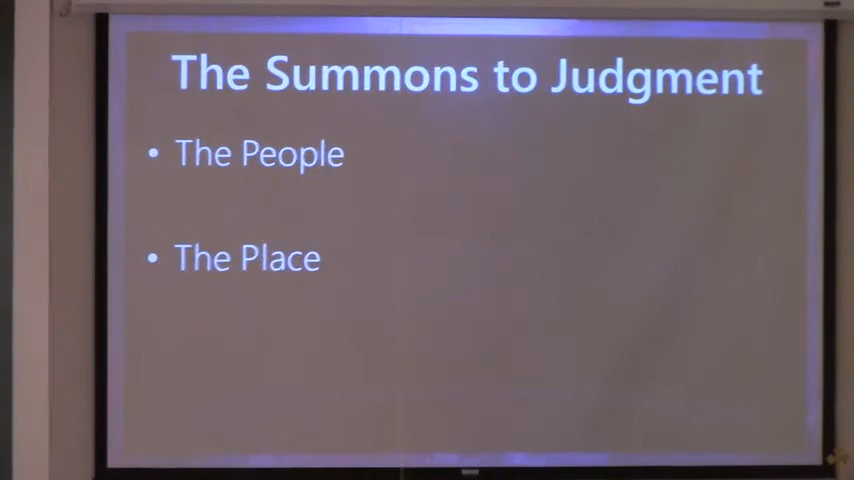 The Summons to Judgment
• The People
• The Place